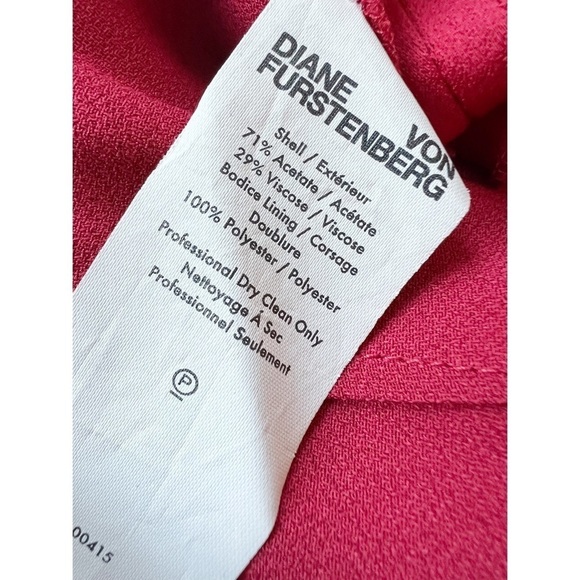 DIANE VON
FURSTENBERG
Shell / Extérieur
71% Acetate / Acétate
29% Viscose / Viscose
Bodice Lining / Corsage
Doublure
100% Polyester / Polyester
Professional Dry Clean Only
Nettoyage À Sec
Professionnel Seulement
P
00415